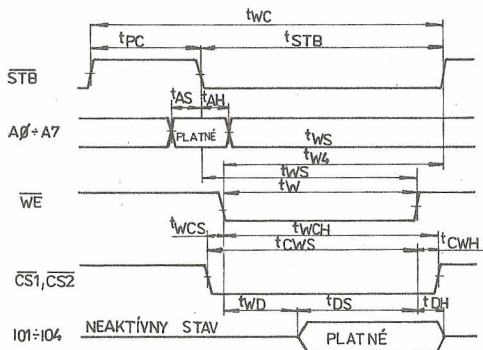 tWC
tPC tSTB
STB
tAS tAH
AØ÷A7 PLATNÉ tWS
tW4
tWS
tW
WE
tWCS tWCH
tCWS tCWH
CS1,CS2
tWD tDS tDH
IO1÷IO4 NEAKTÍVNY STAV PLATNÉ